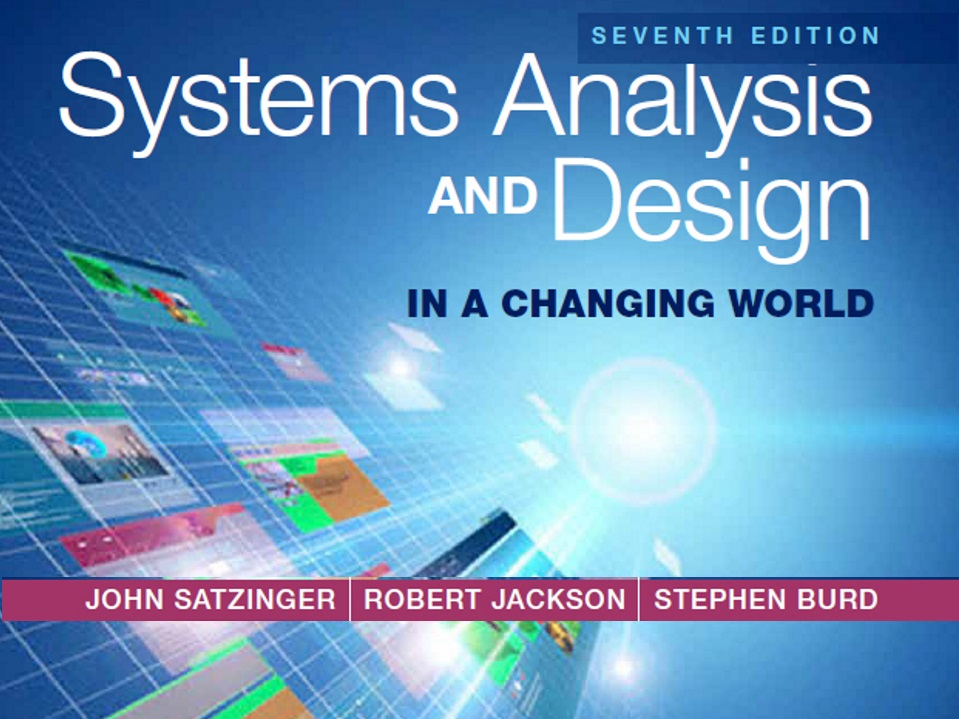 SEVENTH EDITION
Systems Analysis
AND Design
IN A CHANGING WORLD
JOHN SATZINGER | ROBERT JACKSON | STEPHEN BURD